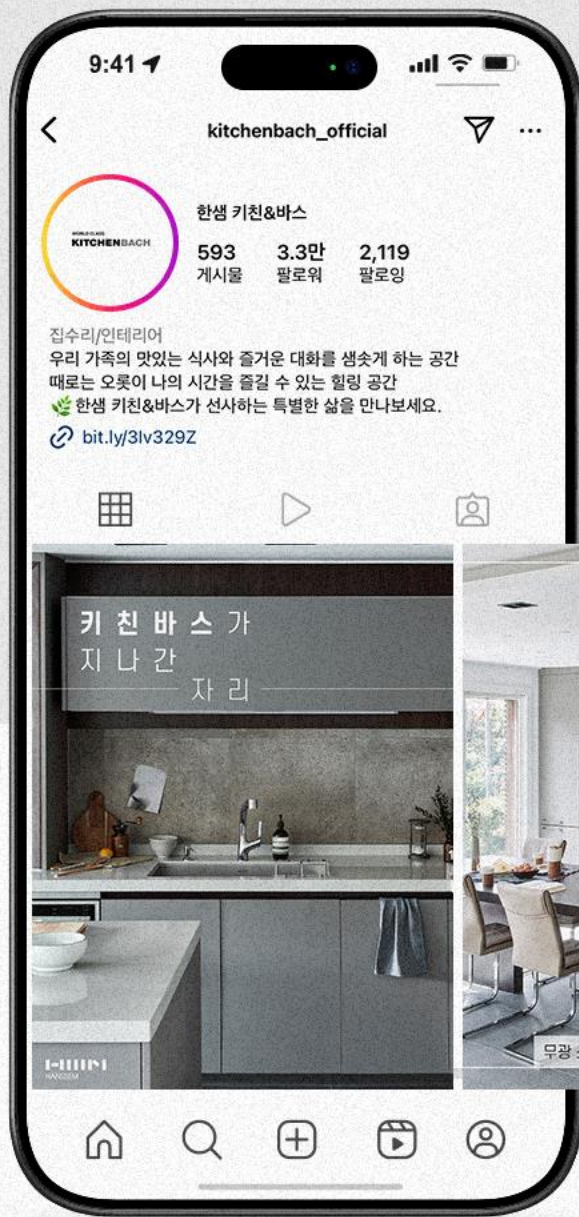 9:41
kitchenbach_official
WORLD CLASS
KITCHENBACH
한샘 키친&바스
593 3.3만 2,119
게시물 팔로워 팔로잉
집수리/인테리어
우리 가족의 맛있는 식사와 즐거운 대화를 샘솟게 하는 공간
때로는 오롯이 나의 시간을 즐길 수 있는 힐링 공간
🌿 한샘 키친&바스가 선사하는 특별한 삶을 만나보세요.
bit.ly/3lv329Z
키친바스가
지나간
자리
HANSSEM
무광